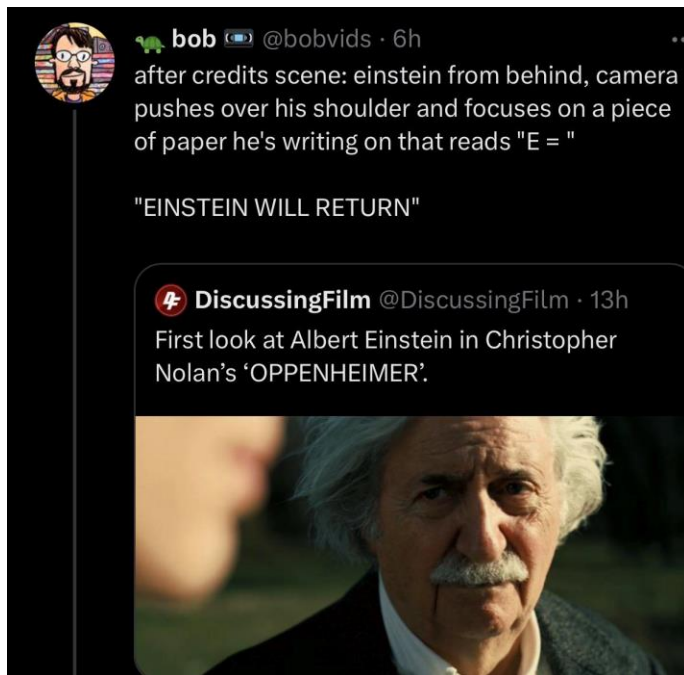 bob @bobvids · 6h
after credits scene: einstein from behind, camera
pushes over his shoulder and focuses on a piece
of paper he's writing on that reads "E = "
"EINSTEIN WILL RETURN"
DF DiscussingFilm @DiscussingFilm · 13h
First look at Albert Einstein in Christopher
Nolan’s ‘OPPENHEIMER’.